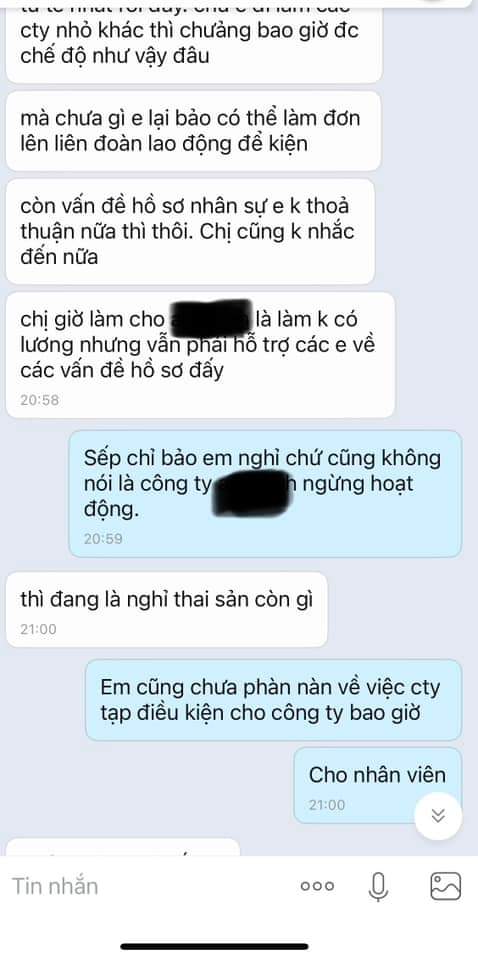 cty nhỏ khác thì chưảng bao giờ đc
chế độ như vậy đâu
mà chưa gì e lại bảo có thể làm đơn
lên liên đoàn lao động để kiện
còn vấn đề hồ sơ nhân sự e k thoả
thuận nữa thì thôi. Chị cũng k nhắc
đến nữa
chị giờ làm cho là làm k có
lương nhưng vẫn phải hỗ trợ các e về
các vấn đề hồ sơ đấy
20:58
Sếp chỉ bảo em nghỉ chứ cũng không
nói là công ty ngừng hoạt
động.
20:59
thì đang là nghỉ thai sản còn gì
21:00
Em cũng chưa phàn nàn về việc cty
tạp điều kiện cho công ty bao giờ
Cho nhân viên
21:00
Tin nhắn